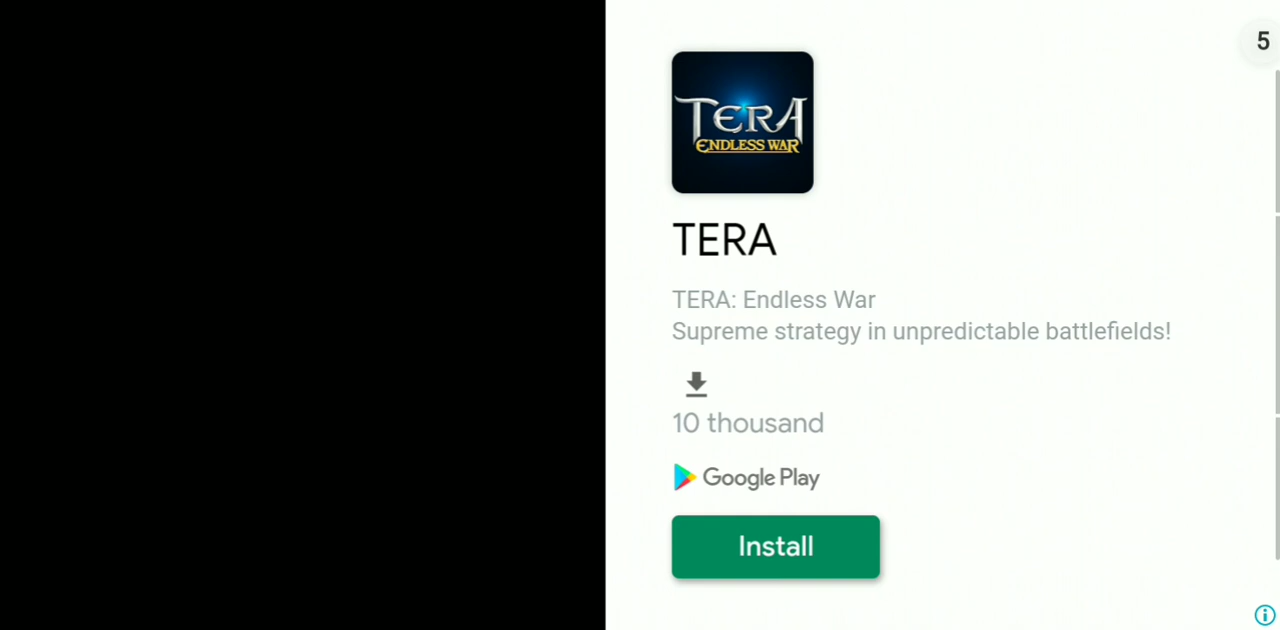 5
TERA
ENDLESS WAR
TERA
TERA: Endless War
Supreme strategy in unpredictable battlefields!
10 thousand
Google Play
Install